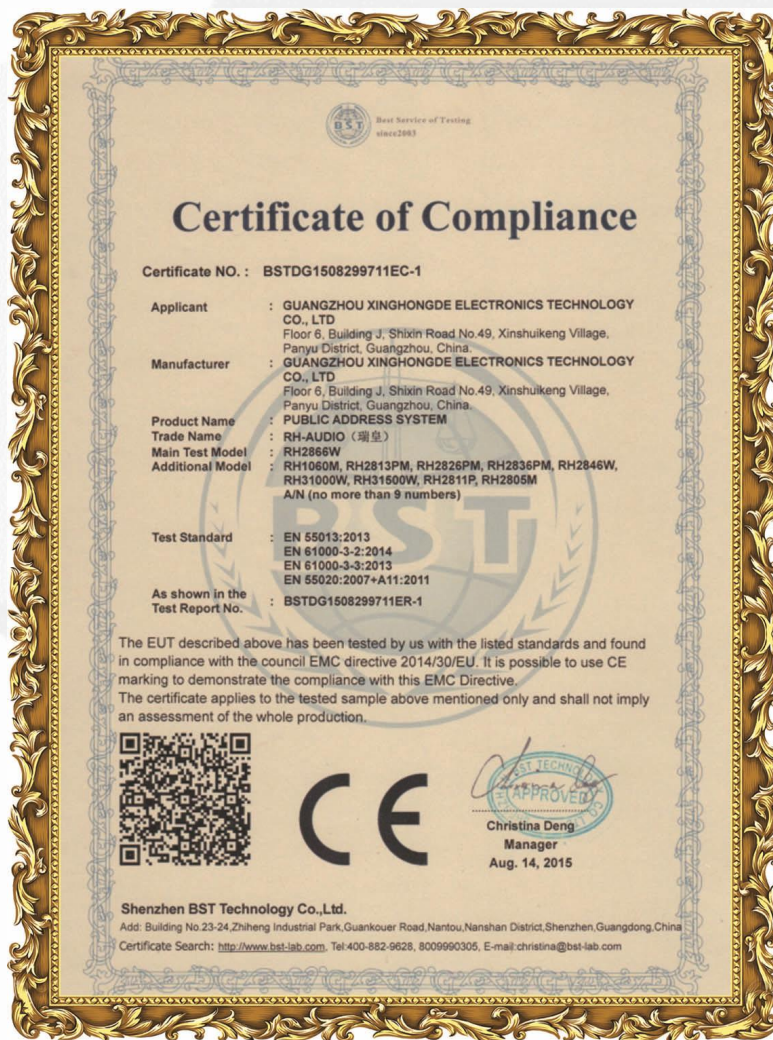 BST
Best Service of Testing
since2003
Certificate of Compliance
Certificate NO. : BSTDG1508299711EC-1
Applicant : GUANGZHOU XINGHONGDE ELECTRONICS TECHNOLOGY
CO., LTD
Floor 6, Building J, Shixin Road No.49, Xinshuikeng Village,
Panyu District, Guangzhou, China.
Manufacturer : GUANGZHOU XINGHONGDE ELECTRONICS TECHNOLOGY
CO., LTD
Floor 6, Building J, Shixin Road No.49, Xinshuikeng Village,
Panyu District, Guangzhou, China.
Product Name : PUBLIC ADDRESS SYSTEM
Trade Name : RH-AUDIO（瑞皇）
Main Test Model : RH2866W
Additional Model : RH1060M, RH2813PM, RH2826PM, RH2836PM, RH2846W,
RH31000W, RH31500W, RH2811P, RH2805M
A/N (no more than 9 numbers)
BST
Test Standard : EN 55013:2013
EN 61000-3-2:2014
EN 61000-3-3:2013
EN 55020:2007+A11:2011
As shown in the
Test Report No. : BSTDG1508299711ER-1
The EUT described above has been tested by us with the listed standards and found
in compliance with the council EMC directive 2014/30/EU. It is possible to use CE
marking to demonstrate the compliance with this EMC Directive.
The certificate applies to the tested sample above mentioned only and shall not imply
an assessment of the whole production.
CE
BST TECHNOLOGY CO
APPROVED
Christina Deng
Manager
Aug. 14, 2015
Shenzhen BST Technology Co.,Ltd.
Add: Building No.23-24,Zhiheng Industrial Park,Guankouer Road,Nantou,Nanshan District,Shenzhen,Guangdong,China
Certificate Search: http://www.bst-lab.com, Tel:400-882-9628, 8009990305, E-mail:christina@bst-lab.com